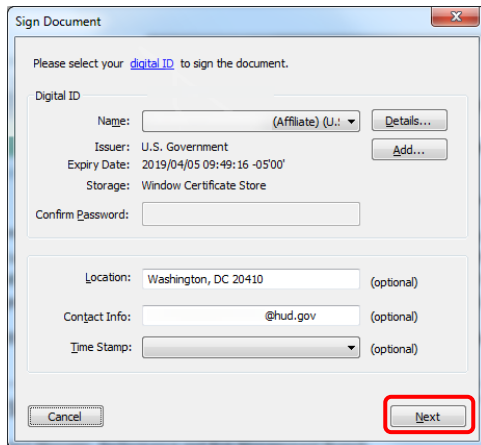 Sign Document
Please select your digital ID to sign the document.
Digital ID
Name: (Affiliate) (U.S Details...
Issuer: U.S. Government Add...
Expiry Date: 2019/04/05 09:49:16 -05'00'
Storage: Window Certificate Store
Confirm Password:
Location: Washington, DC 20410 (optional)
Contact Info: @hud.gov (optional)
Time Stamp: (optional)
Cancel Next